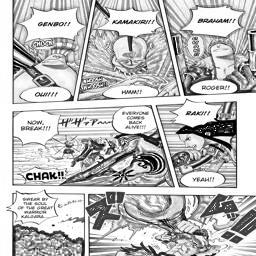 GENBO!!
OUI!!!
KAMAKIRI!!
HMM!!
BRAHAM!!
ROGER!!
NOW,
BREAK!!!
CHAK!!
EVERYONE
COMES
BACK
ALIVE!!!
RAKI!!
YEAH!!
SWEAR BY
THE SOUL
OF THE GREAT
WARRIOR
KALGARA...